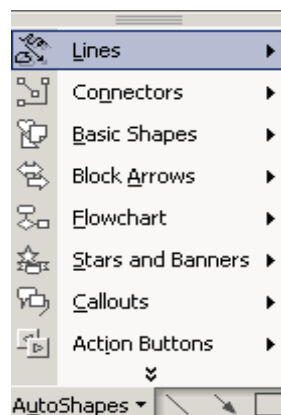 Lines
Connectors
Basic Shapes
Block Arrows
Flowchart
Stars and Banners
Callouts
Action Buttons
AutoShapes